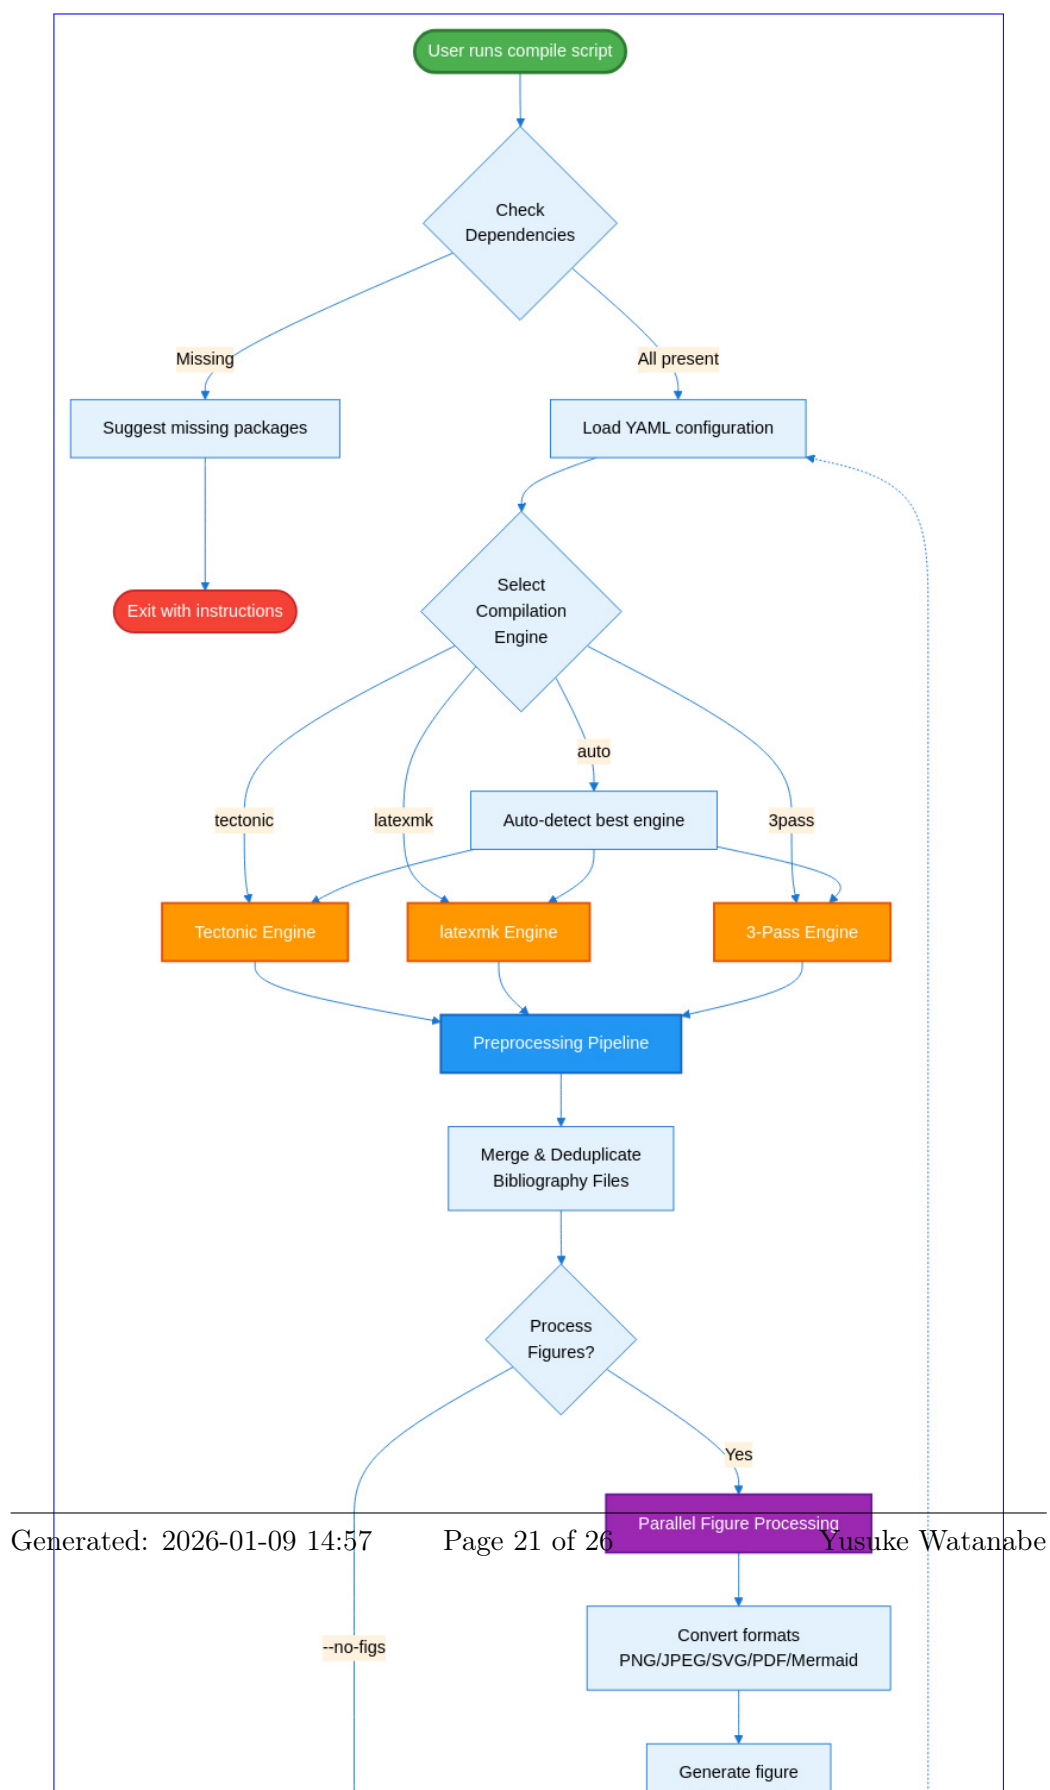 User runs compile script
Check
Dependencies
Missing
All present
Suggest missing packages
Load YAML configuration
Exit with instructions
Select
Compilation
Engine
auto
tectonic
latexmk
Auto-detect best engine
3pass
Tectonic Engine
latexmk Engine
3-Pass Engine
Preprocessing Pipeline
Merge & Deduplicate
Bibliography Files
Process
Figures?
Yes
Parallel Figure Processing
Generated: 2026-01-09 14:57
Page 21 of 26
Yusuke Watanabe
--no-figs
Convert formats
PNG/JPEG/SVG/PDF/Mermaid
Generate figure